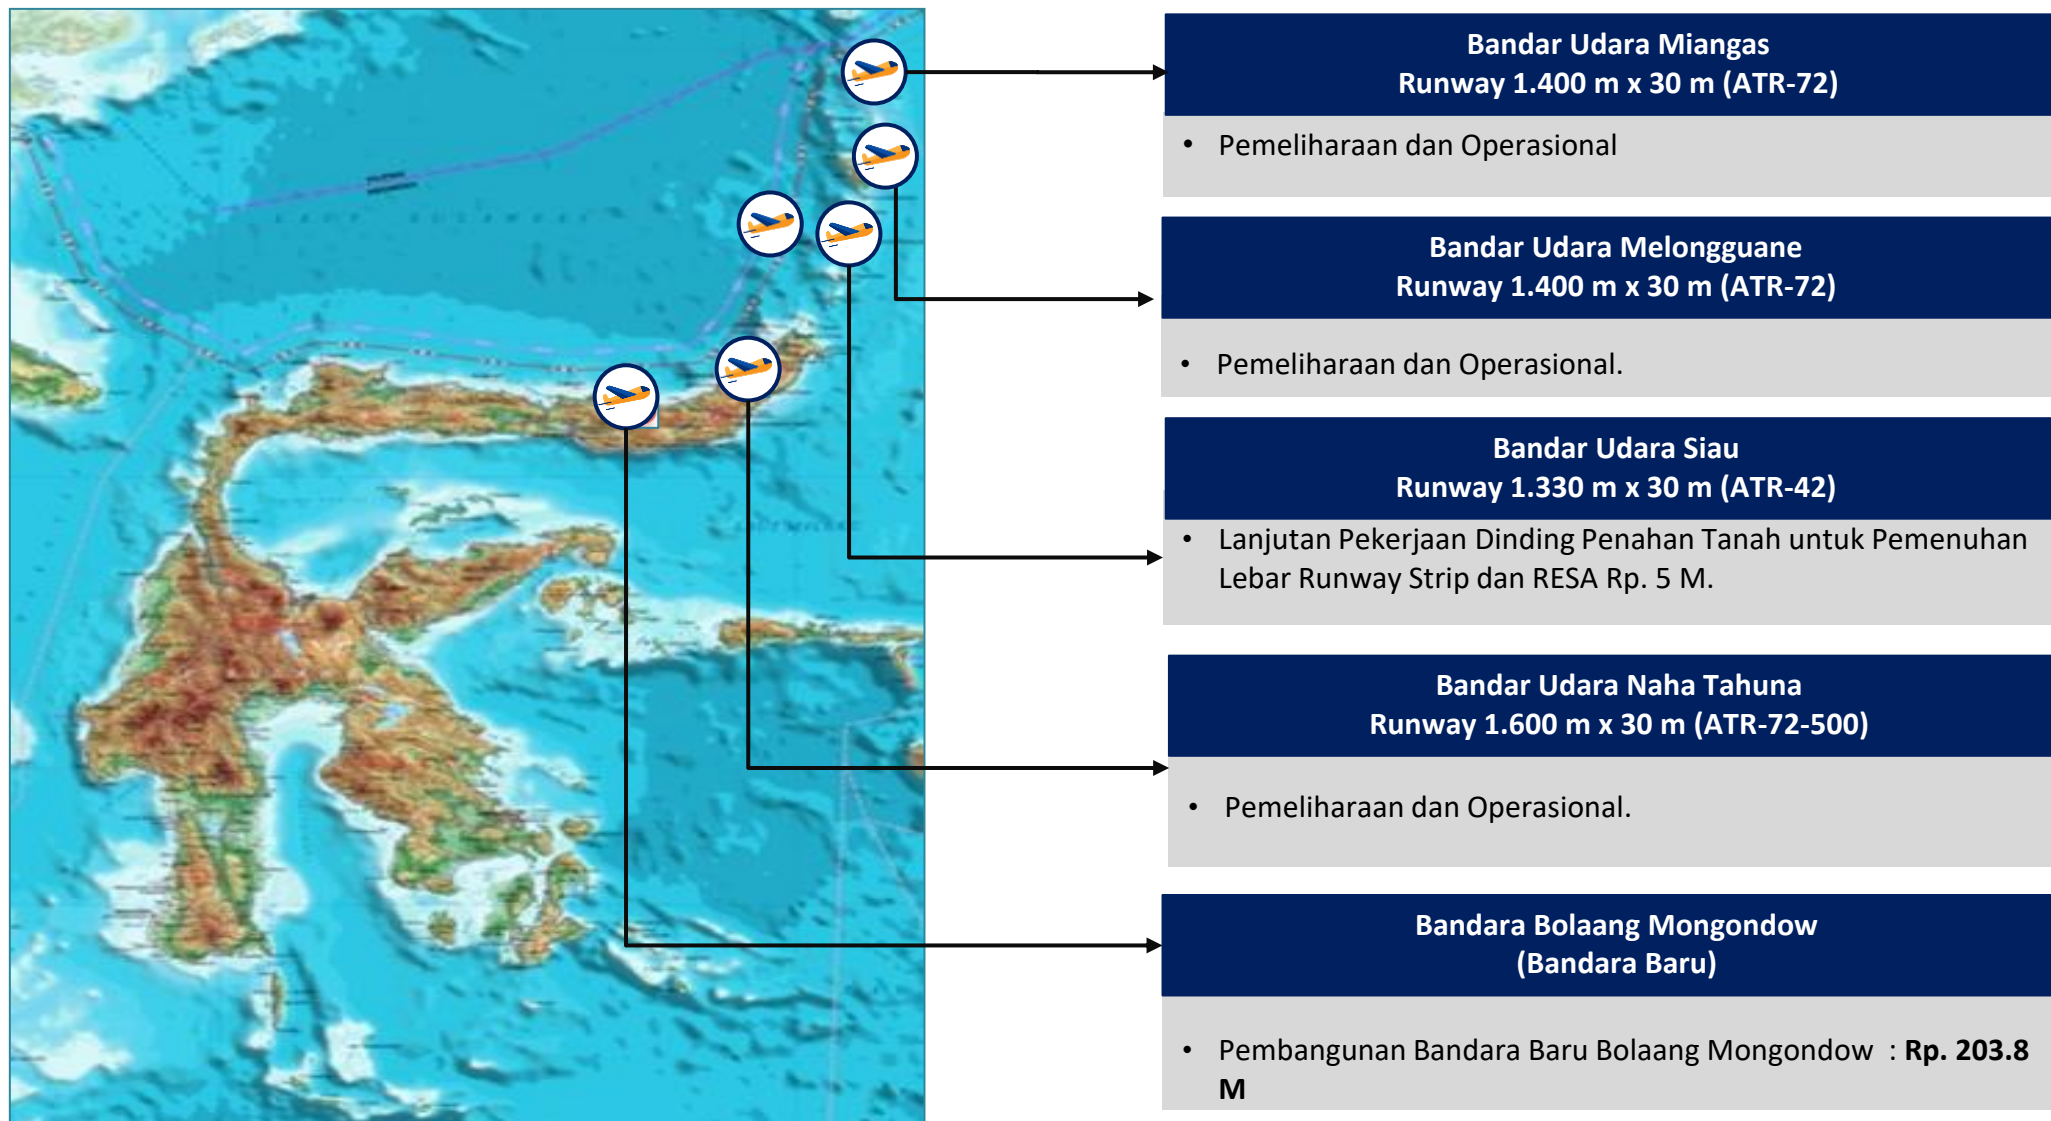 Bandar Udara Miangas
Runway 1.400 m x 30 m (ATR-72)
• Pemeliharaan dan Operasional
Bandar Udara Melongguane
Runway 1.400 m x 30 m (ATR-72)
• Pemeliharaan dan Operasional.
Bandar Udara Siau
Runway 1.330 m x 30 m (ATR-42)
• Lanjutan Pekerjaan Dinding Penahan Tanah untuk Pemenuhan
Lebar Runway Strip dan RESA Rp. 5 M.
Bandar Udara Naha Tahuna
Runway 1.600 m x 30 m (ATR-72-500)
• Pemeliharaan dan Operasional.
Bandara Bolaang Mongondow
(Bandara Baru)
• Pembangunan Bandara Baru Bolaang Mongondow : Rp. 203.8
M